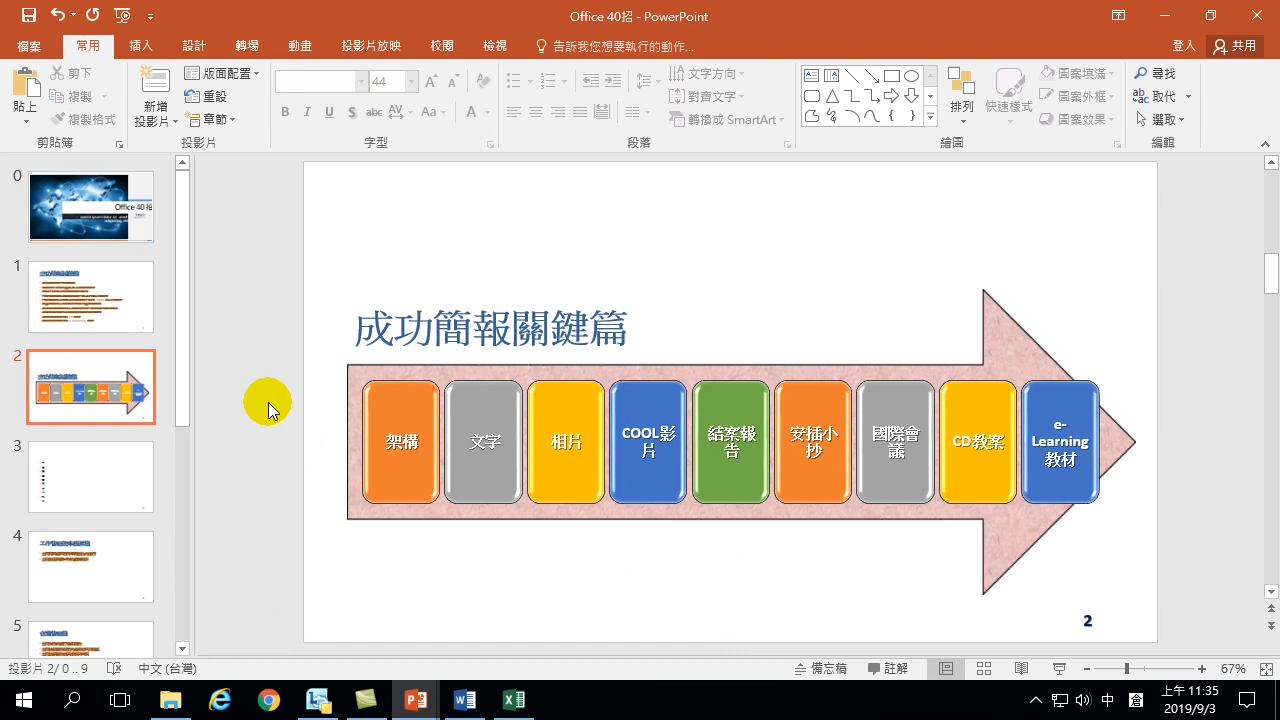 Office 40招 - PowerPoint
檔案 常用 插入 設計 轉場 動畫 投影片放映 校閱 檢視 告訴我您想要執行的動作... 登入 共用
貼上
剪下
複製
複製格式
剪貼簿
新增投影片
版面配置
重設
章節
投影片
44
字型
文字方向
對齊文字
轉換成 SmartArt
段落
排列
快速樣式
圖案填滿
圖案外框
圖案效果
繪圖
尋找
取代
選取
編輯
0
Office 40 招
1
2
3
4
5
成功簡報關鍵篇
架構
文字
相片
COOL影
片
結案報
告
安插小
抄
國際會
議
CD教案
e-
Learning
教材
2
投影片 2/ 0 .. 9 中文 (台灣) 備忘稿 註解 67%
中 上午 11:35
2019/9/3